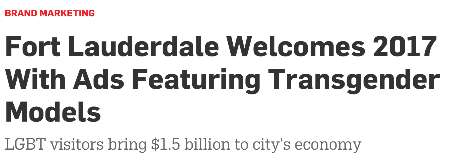 BRAND MARKETING
Fort Lauderdale Welcomes 2017
With Ads Featuring Transgender
Models
LGBT visitors bring $1.5 billion to city's economy